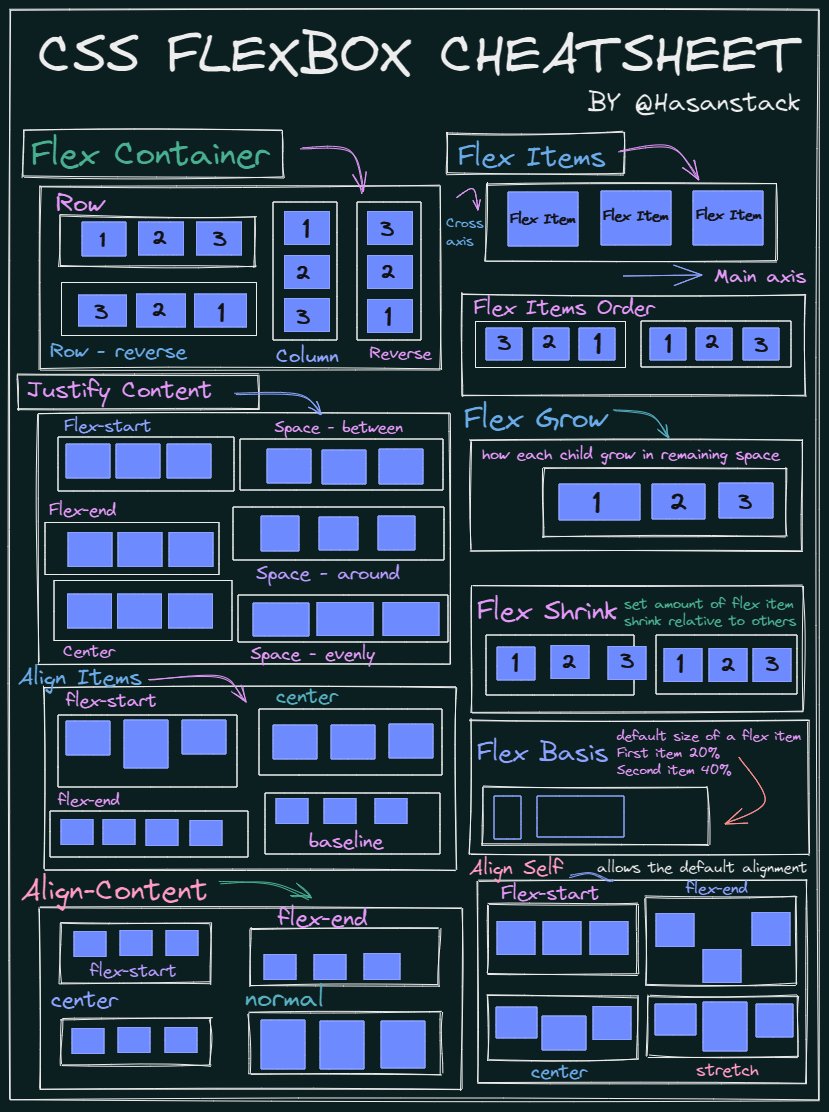 CSS FLEXBOX CHEATSHEET
BY @Hasanstack
Flex Container
Row
1 2 3
3 2 1
Row - reverse
1
2
3
Column
3
2
1
Reverse
Justify Content
Flex-start
Space - between
Flex-end
Space - around
Center
Space - evenly
Align Items
flex-start
center
flex-end
baseline
Align-Content
flex-start
flex-end
center
normal
Flex Items
Cross
axis
Flex Item Flex Item Flex Item
Main axis
Flex Items Order
3 2 1 1 2 3
Flex Grow
how each child grow in remaining space
1 2 3
Flex Shrink
set amount of flex item
shrink relative to others
1 2 3 1 2 3
Flex Basis
default size of a flex item
First item 20%
Second item 40%
Align Self
allows the default alignment
Flex-start
flex-end
center
stretch